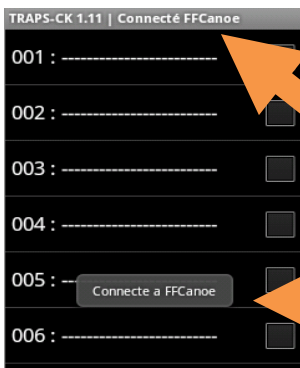 TRAPS-CK 1.11 | Connecté FFCanoe
001 : -------------------------
002 : -------------------------
003 : -------------------------
004 : -------------------------
005 : ---
Connecte a FFCanoe
006 : -------------------------